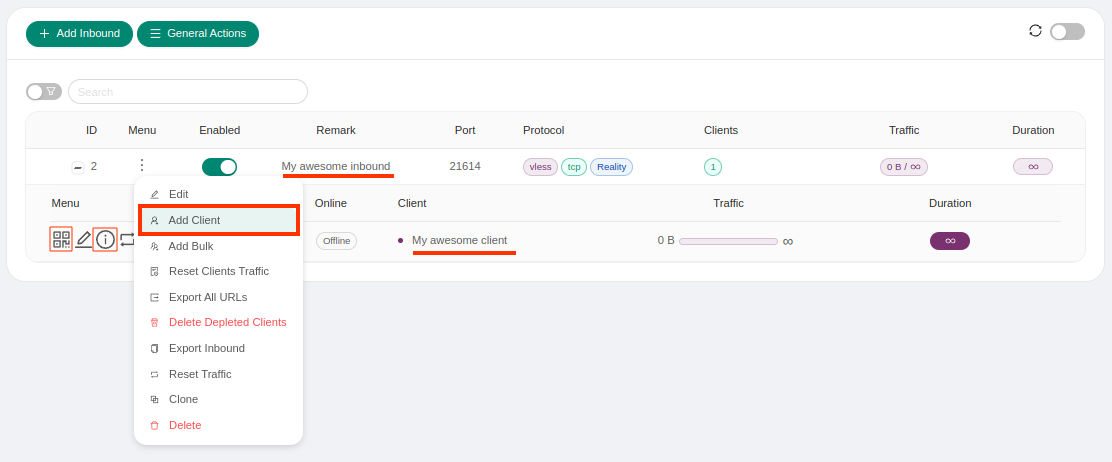 Add Inbound
General Actions
Search
ID Menu Enabled Remark Port Protocol Clients Traffic Duration
2 My awesome inbound 21614 vless tcp Reality 1 0 B / ∞ ∞
Menu Online Client Traffic Duration
Offline My awesome client 0 B ∞ ∞
Edit
Add Client
Add Bulk
Reset Clients Traffic
Export All URLs
Delete Depleted Clients
Export Inbound
Reset Traffic
Clone
Delete